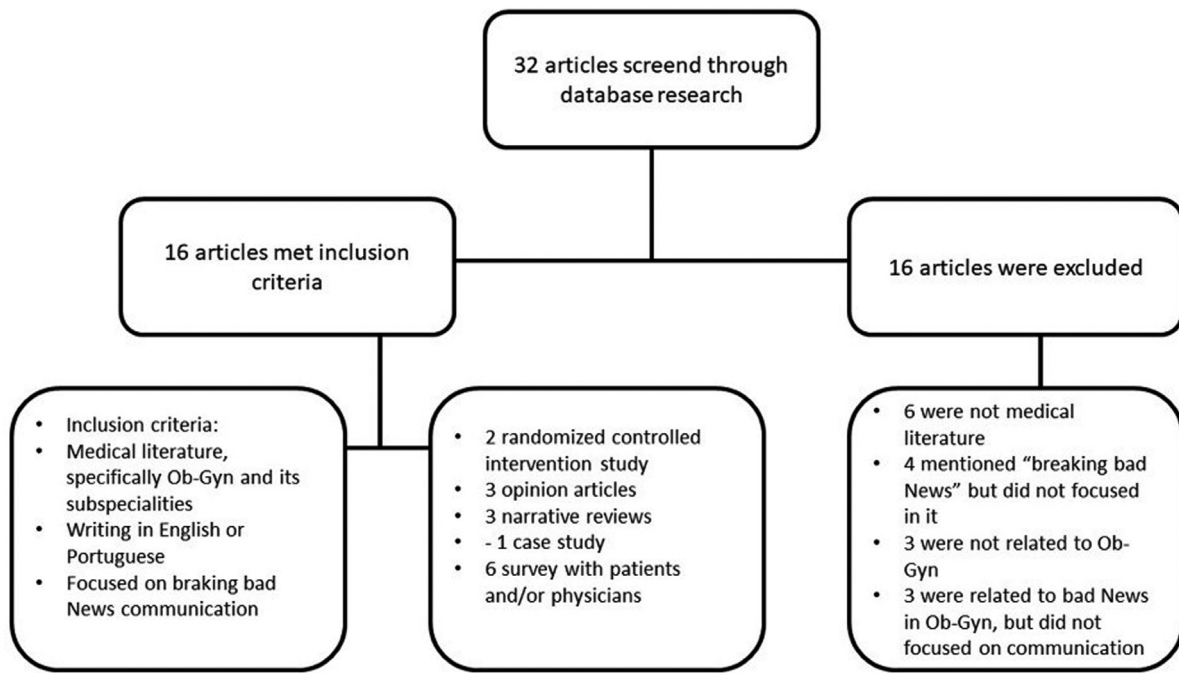 32 articles screend through
database research
16 articles met inclusion
criteria
16 articles were excluded
• Inclusion criteria:
• Medical literature,
specifically Ob-Gyn and its
subspecialities
• Writing in English or
Portuguese
• Focused on braking bad
News communication
• 2 randomized controlled
intervention study
• 3 opinion articles
• 3 narrative reviews
• - 1 case study
• 6 survey with patients
and/or physicians
• 6 were not medical
literature
• 4 mentioned “breaking bad
News” but did not focused
in it
• 3 were not related to Ob-
Gyn
• 3 were related to bad News
in Ob-Gyn, but did not
focused on communication